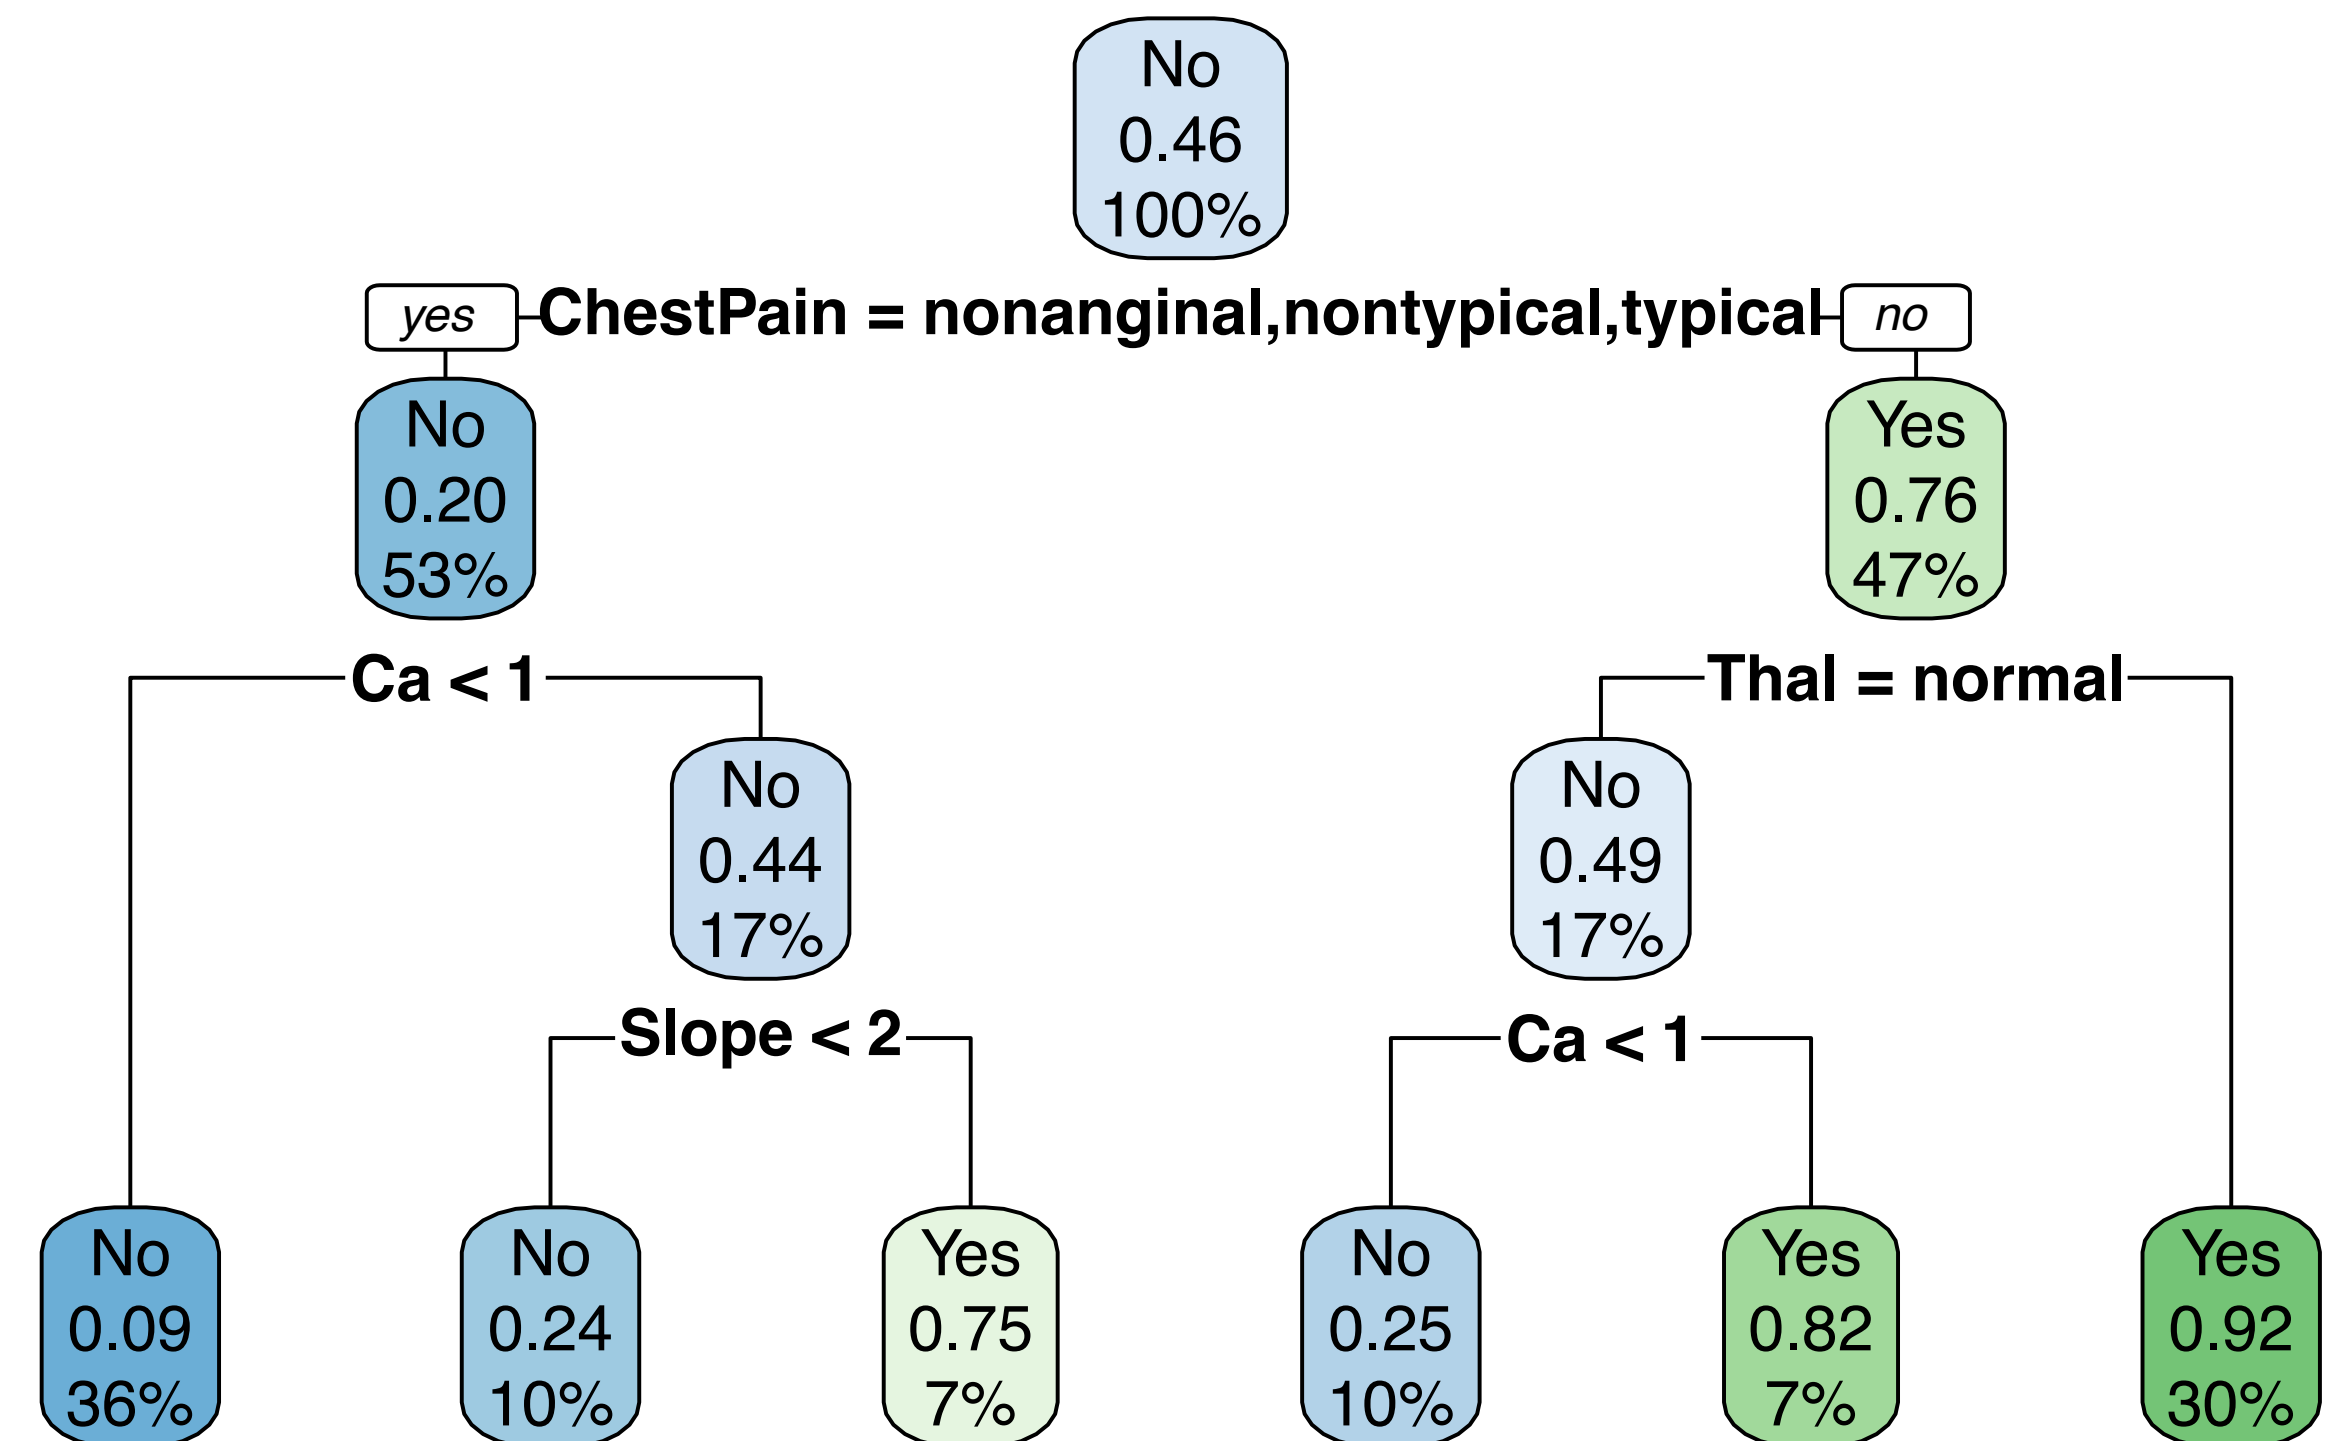 No
0.46
100%
yes ChestPain = nonanginal,nontypical,typical no
No
0.20
53%
Yes
0.76
47%
Ca < 1
Thal = normal
No
0.44
17%
No
0.49
17%
Slope < 2
Ca < 1
No
0.09
36%
No
0.24
10%
Yes
0.75
7%
No
0.25
10%
Yes
0.82
7%
Yes
0.92
30%